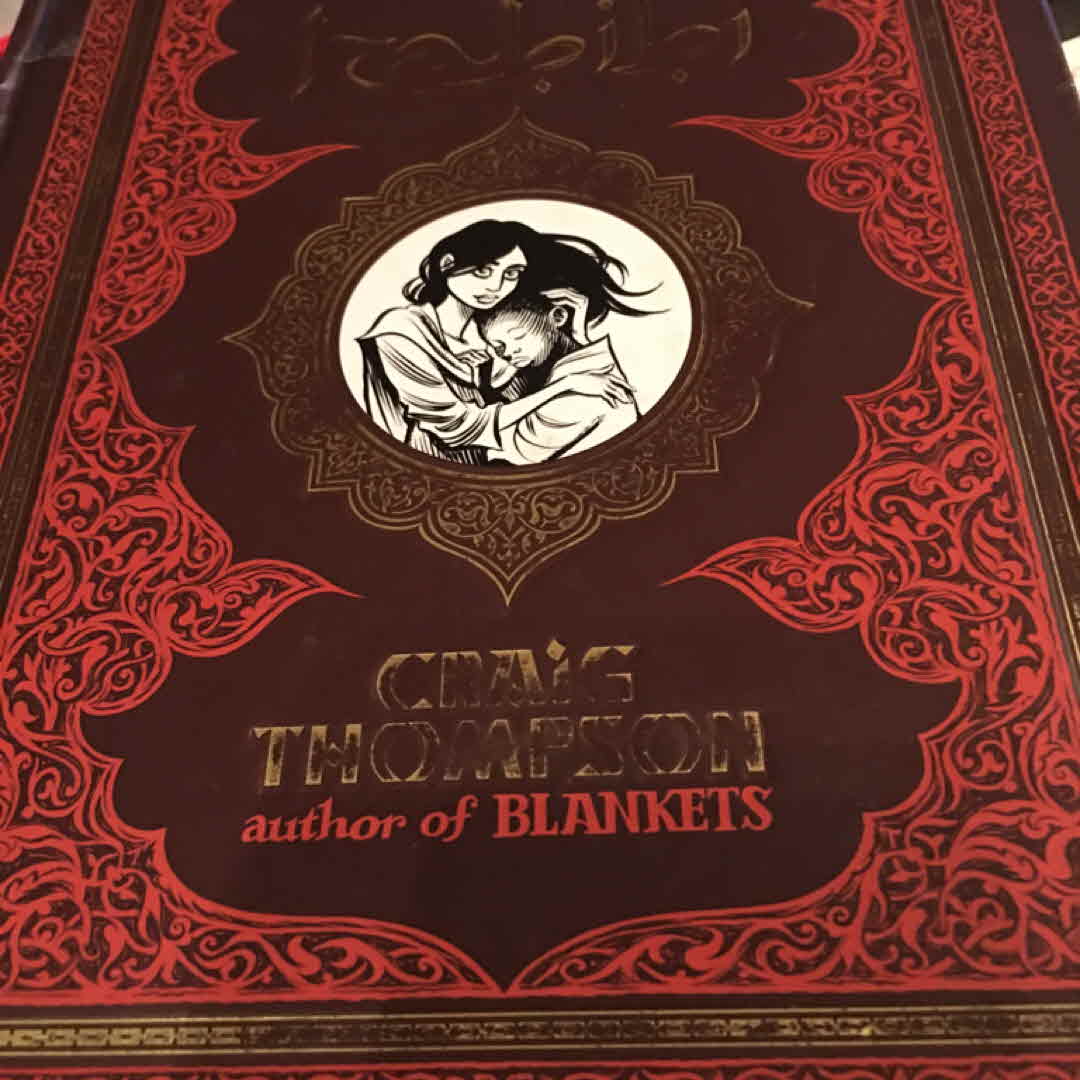 CRAiG
THOMPSON
author of BLANKETS